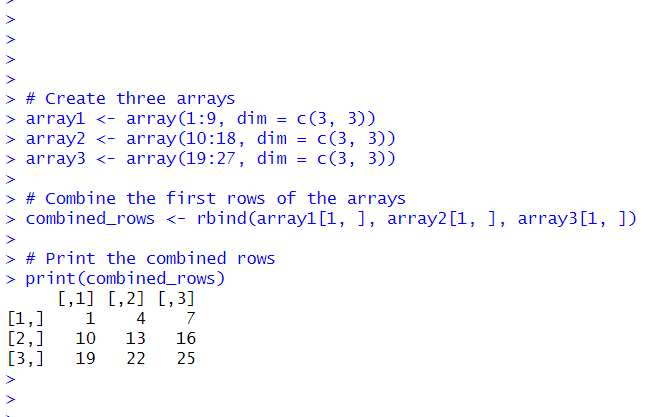 >
>
>
>
>
> # Create three arrays
> array1 <- array(1:9, dim = c(3, 3))
> array2 <- array(10:18, dim = c(3, 3))
> array3 <- array(19:27, dim = c(3, 3))
>
> # Combine the first rows of the arrays
> combined_rows <- rbind(array1[1, ], array2[1, ], array3[1, ])
>
> # Print the combined rows
> print(combined_rows)
     [,1] [,2] [,3]
[1,]    1    4    7
[2,]   10   13   16
[3,]   19   22   25
>
>
>